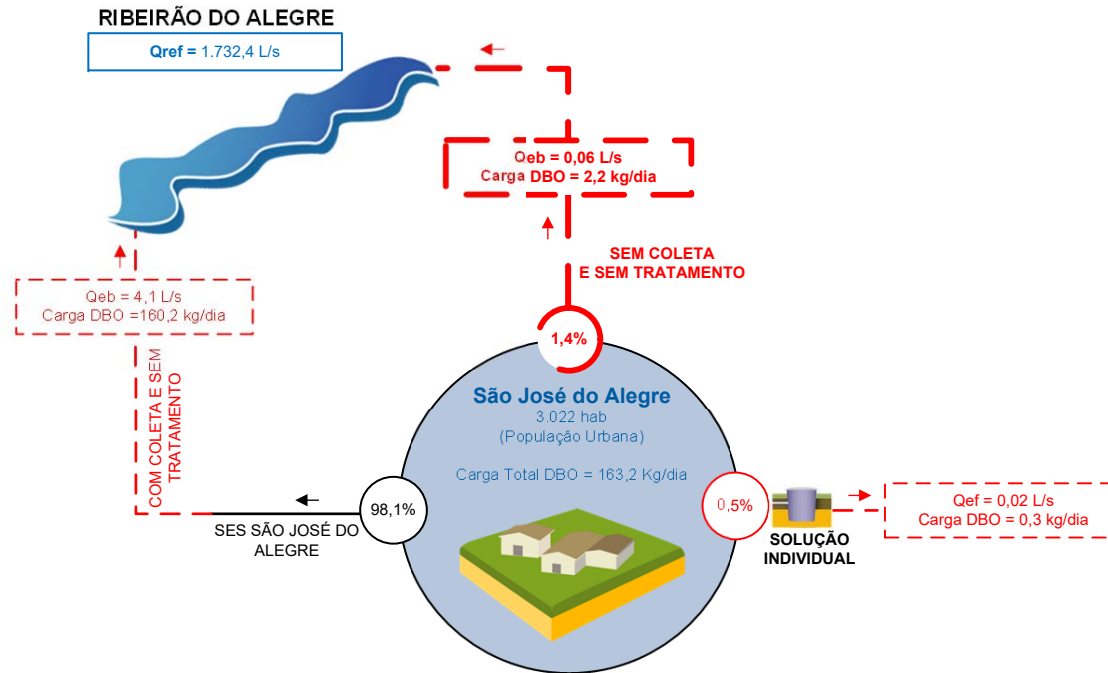 RIBEIRÃO DO ALEGRE
Qref = 1.732,4 L/s
Qeb = 0,06 L/s
Carga DBO = 2,2 kg/dia
SEM COLETA
E SEM TRATAMENTO
Qeb = 4,1 L/s
Carga DBO =160,2 kg/dia
COM COLETA E SEM
TRATAMENTO
1,4%
São José do Alegre
3.022 hab
(População Urbana)
Carga Total DBO = 163,2 Kg/dia
98,1%
SES SÃO JOSÉ DO
ALEGRE
0,5%
SOLUÇÃO
INDIVIDUAL
Qef = 0,02 L/s
Carga DBO = 0,3 kg/dia